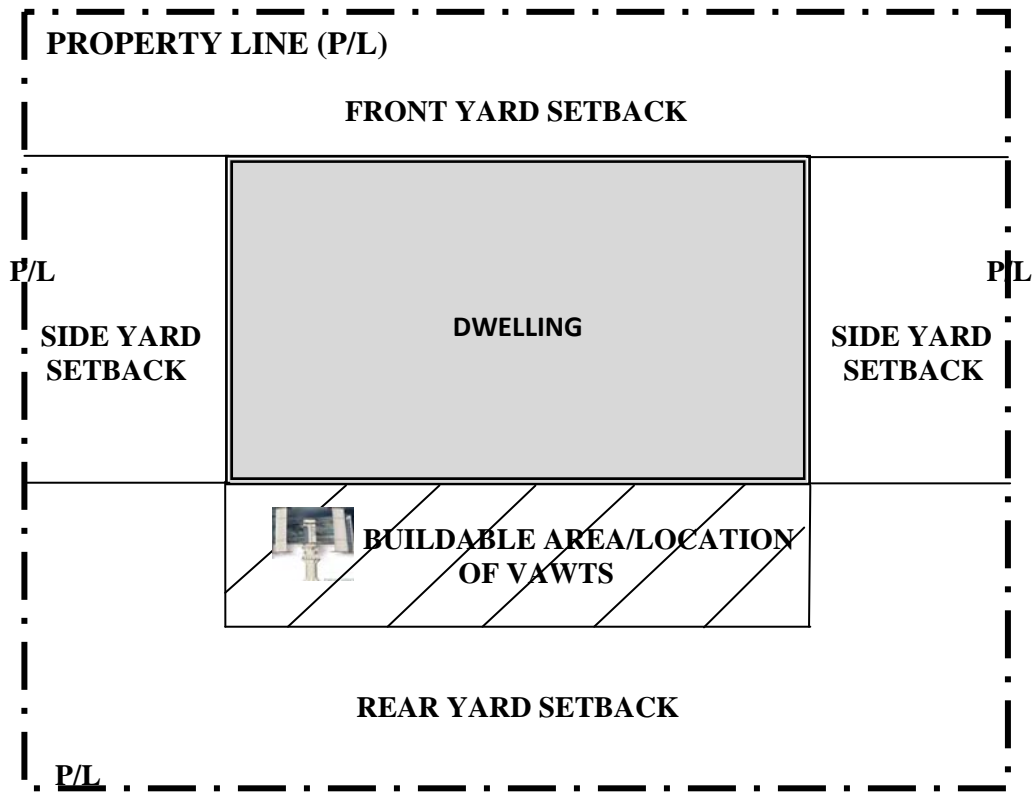 PROPERTY LINE (P/L)
FRONT YARD SETBACK
P/L
P/L
SIDE YARD
SETBACK
DWELLING
SIDE YARD
SETBACK
BUILDABLE AREA/LOCATION
OF VAWTS
REAR YARD SETBACK
P/L